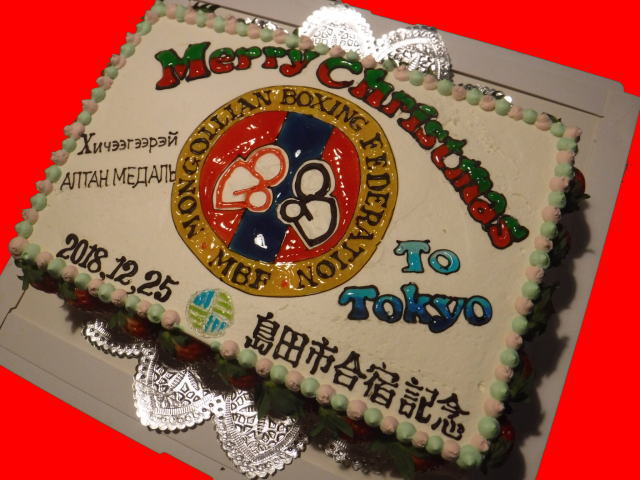 Merry Christmas
Хичээгээрэй
АЛТАН МЕДАЛЬ
MONGOLLIAN BOXING FEDERATION
MBF
To
Tokyo
2018.12.25
島田市合宿記念